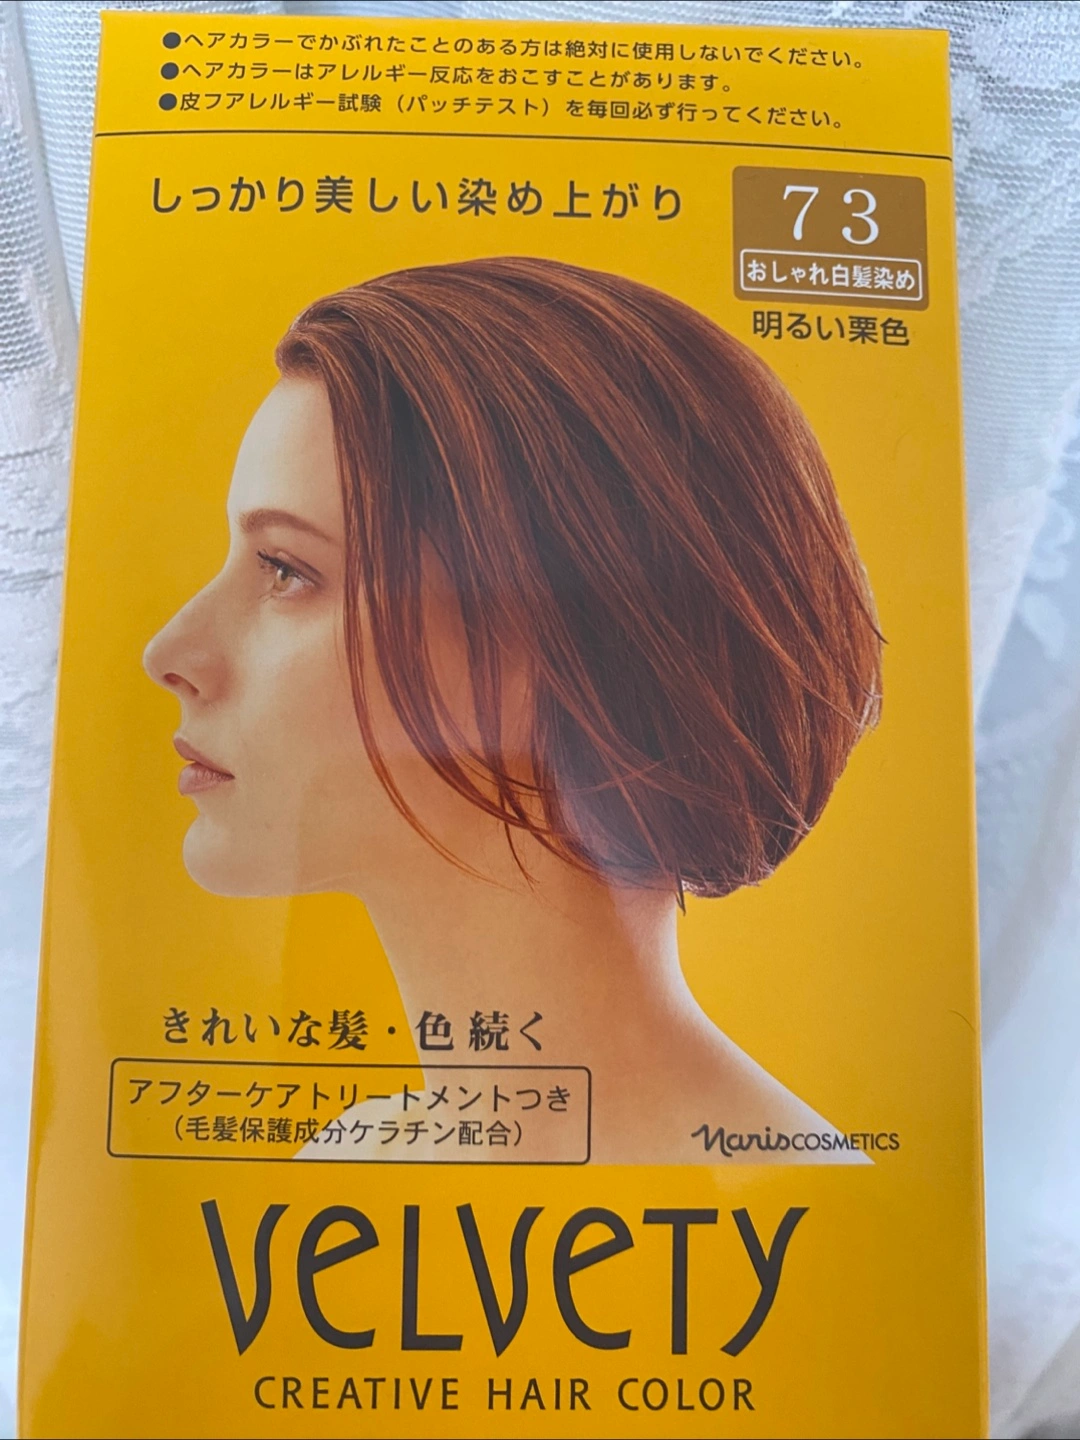 ●ヘアカラーでかぶれたことのある方は絶対に使用しないでください。
●ヘアカラーはアレルギー反応をおこすことがあります。
●皮フアレルギー試験（パッチテスト）を毎回必ず行ってください。
しっかり美しい染め上がり
73
おしゃれ白髪染め
明るい栗色
きれいな髪・色続く
アフターケアトリートメントつき
（毛髪保護成分ケラチン配合）
Naris COSMETICS
VeLVeTY
CREATIVE HAIR COLOR